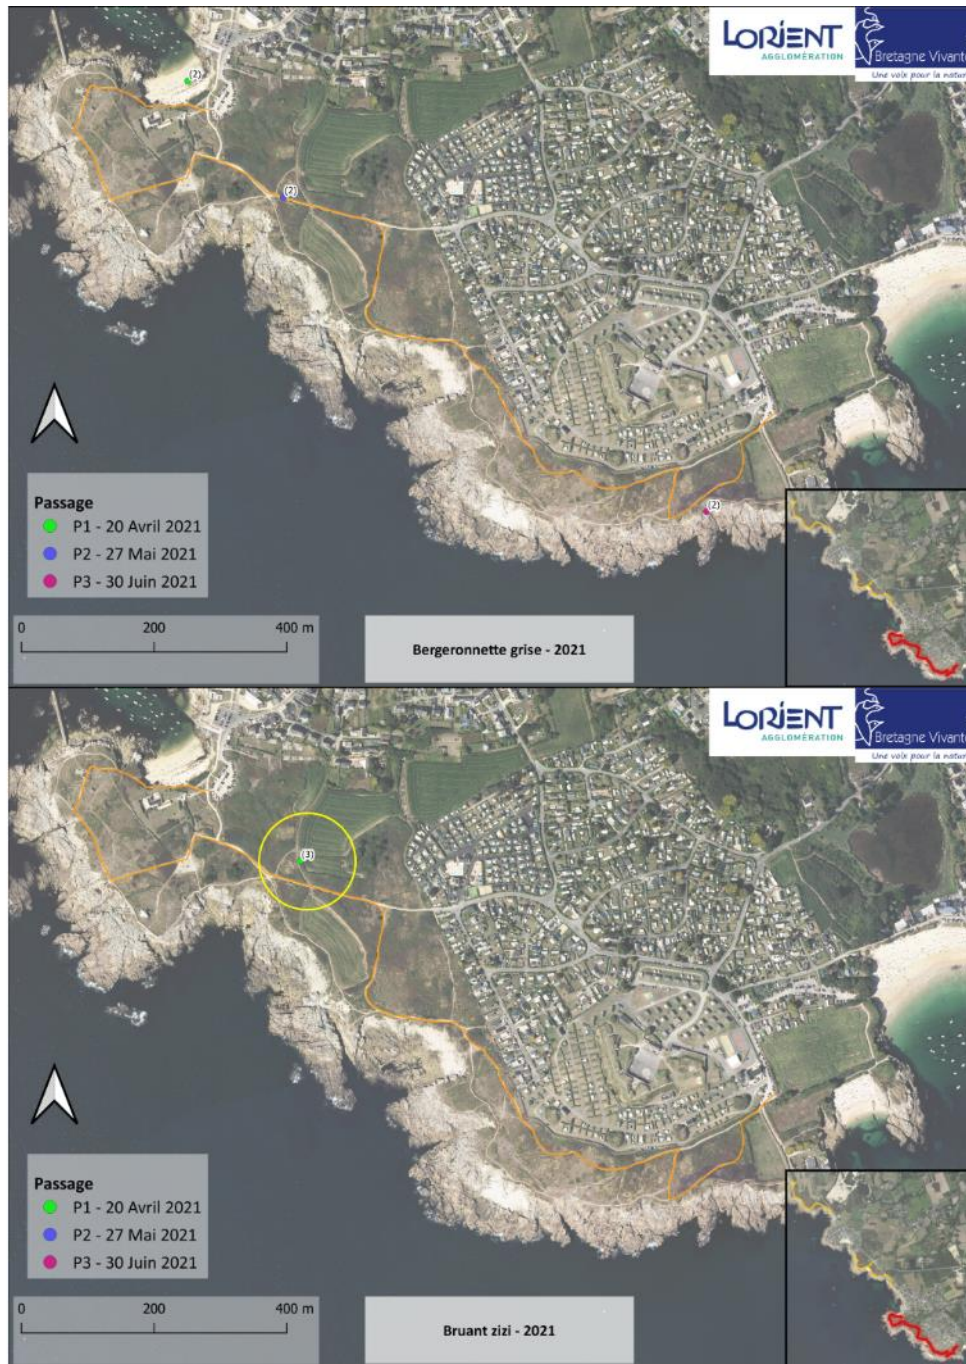 LORIENT
AGGLOMÉRATION
Bretagne Vivante
Une voix pour la natur
(2)
(2)
(2)
Passage
P1 - 20 Avril 2021
P2 - 27 Mai 2021
P3 - 30 Juin 2021
0 200 400 m
Bergeronnette grise - 2021
LORIENT
AGGLOMÉRATION
Bretagne Vivante
Une voix pour la natur
(3)
Passage
P1 - 20 Avril 2021
P2 - 27 Mai 2021
P3 - 30 Juin 2021
0 200 400 m
Bruant zizi - 2021